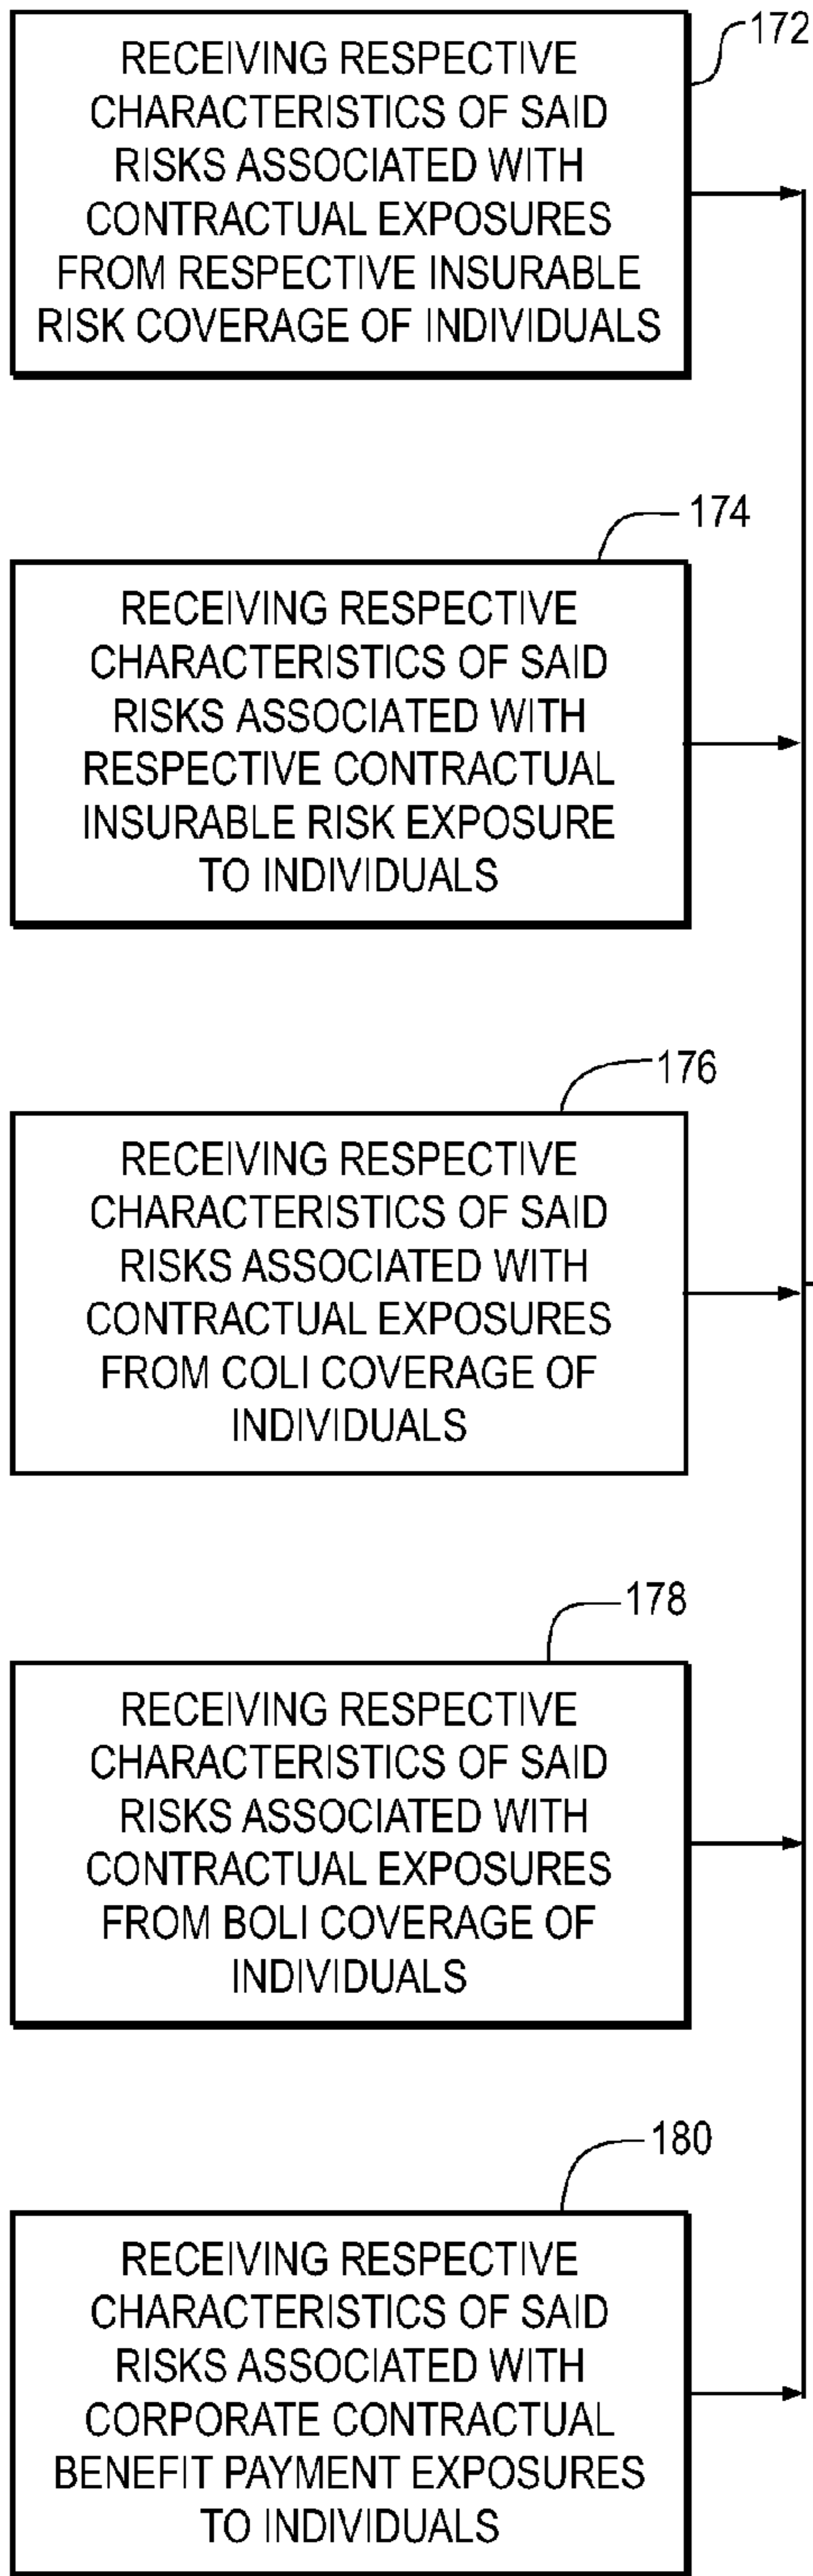 172
RECEIVING RESPECTIVE
CHARACTERISTICS OF SAID
RISKS ASSOCIATED WITH
CONTRACTUAL EXPOSURES
FROM RESPECTIVE INSURABLE
RISK COVERAGE OF INDIVIDUALS
174
RECEIVING RESPECTIVE
CHARACTERISTICS OF SAID
RISKS ASSOCIATED WITH
RESPECTIVE CONTRACTUAL
INSURABLE RISK EXPOSURE
TO INDIVIDUALS
176
RECEIVING RESPECTIVE
CHARACTERISTICS OF SAID
RISKS ASSOCIATED WITH
CONTRACTUAL EXPOSURES
FROM COLI COVERAGE OF
INDIVIDUALS
178
RECEIVING RESPECTIVE
CHARACTERISTICS OF SAID
RISKS ASSOCIATED WITH
CONTRACTUAL EXPOSURES
FROM BOLI COVERAGE OF
INDIVIDUALS
180
RECEIVING RESPECTIVE
CHARACTERISTICS OF SAID
RISKS ASSOCIATED WITH
CORPORATE CONTRACTUAL
BENEFIT PAYMENT EXPOSURES
TO INDIVIDUALS